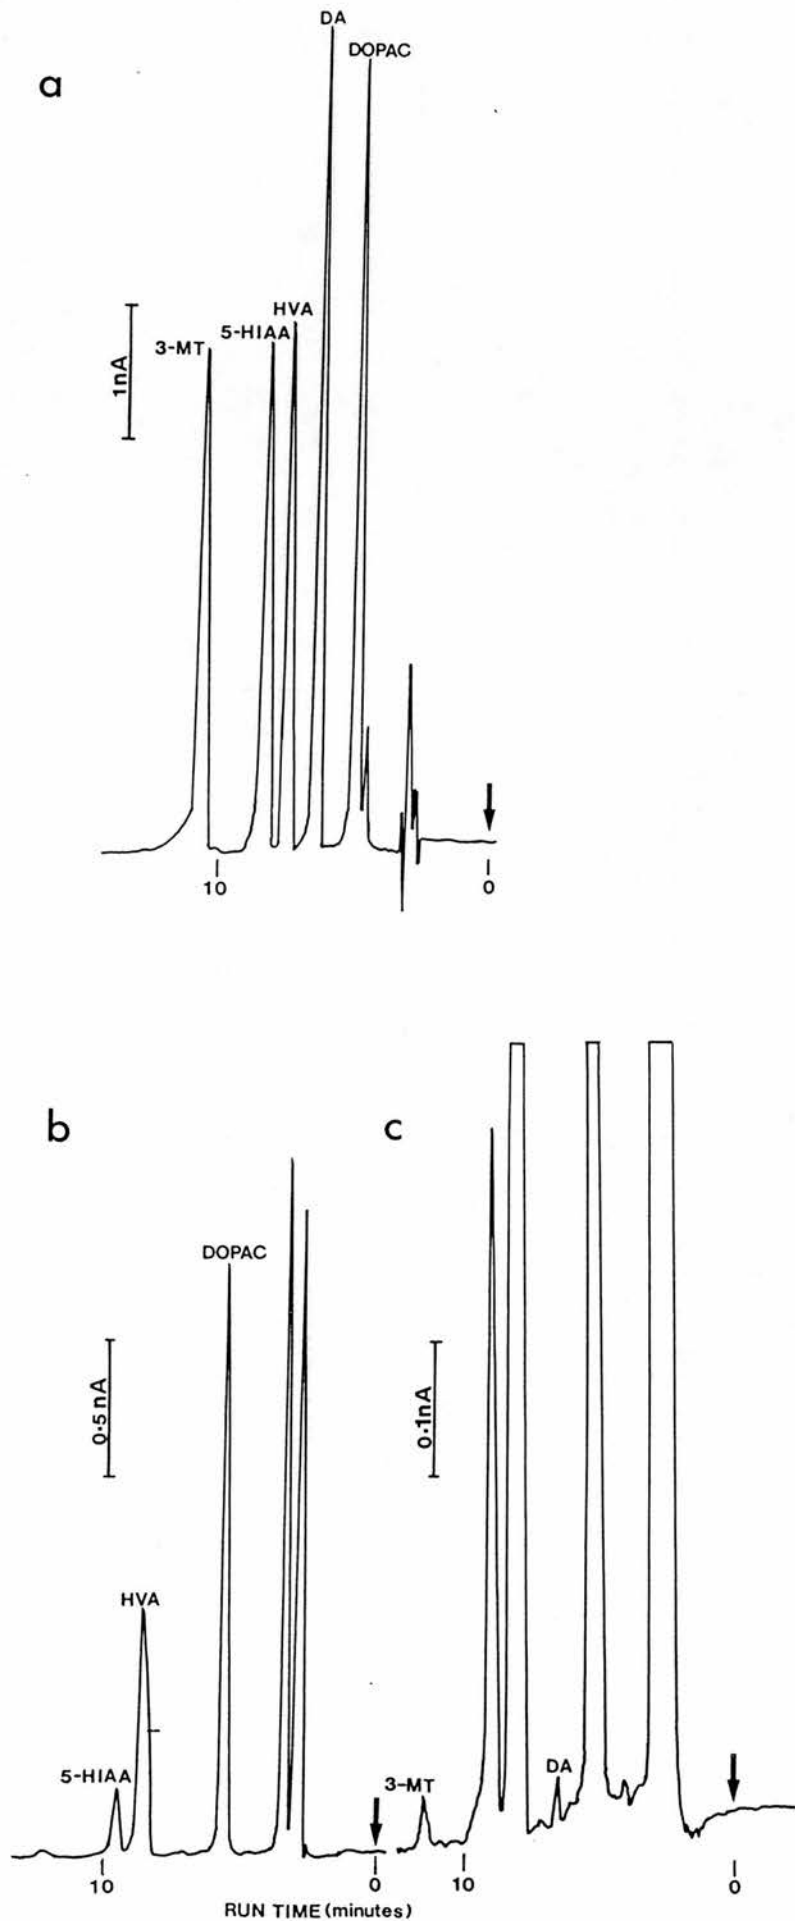 a
DA
DOPAC
HVA
5-HIAA
3-MT
1nA
10
0
b
DOPAC
0·5nA
HVA
5-HIAA
10
0
c
0·1nA
3-MT
DA
10
0
RUN TIME (minutes)